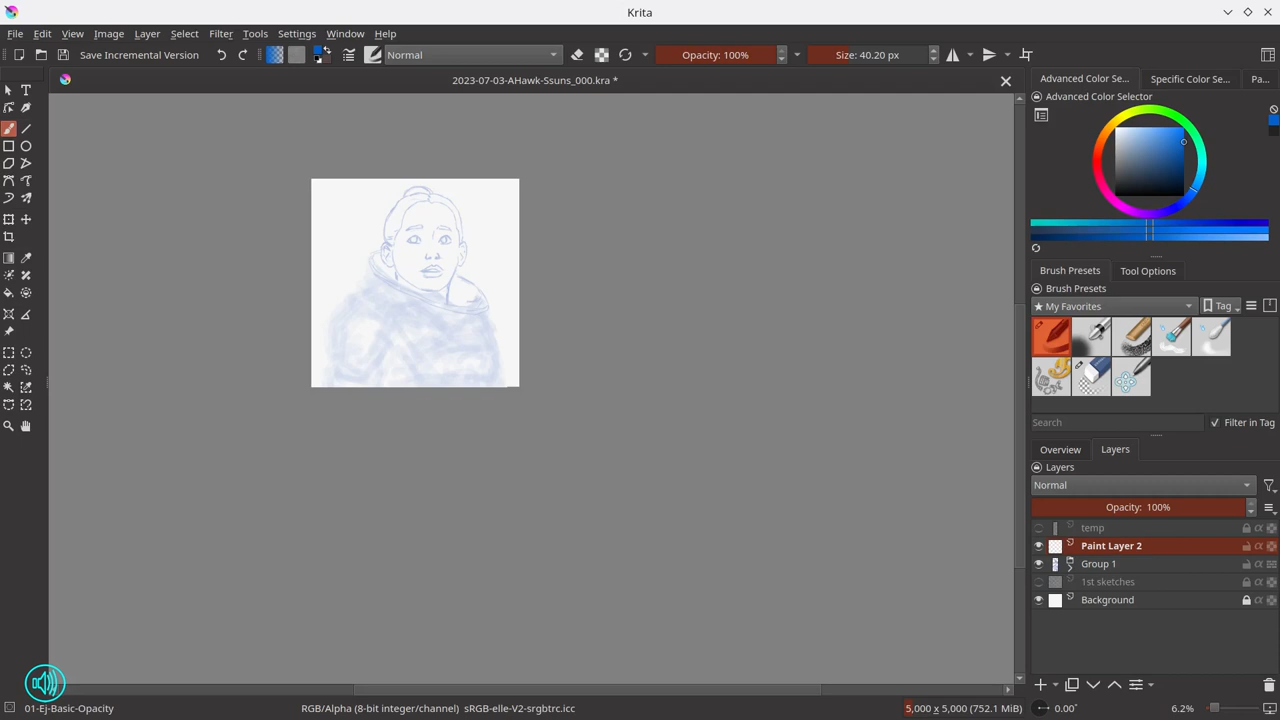 Krita
File Edit View Image Layer Select Filter Tools Settings Window Help
Save Incremental Version Normal Opacity: 100% Size: 40.20 px
2023-07-03-AHawk-Ssuns_000.kra *
Advanced Color Se... Specific Color Se... Pa...
Advanced Color Selector
Brush Presets Tool Options
Brush Presets
★ My Favorites Tag
Search Filter in Tag
Overview Layers
Layers
Normal
Opacity: 100%
temp
Paint Layer 2
Group 1
1st sketches
Background
01-Ej-Basic-Opacity RGB/Alpha (8-bit integer/channel) sRGB-elle-V2-srgbtrc.icc 5,000 x 5,000 (752.1 MiB) 0.00° 6.2%